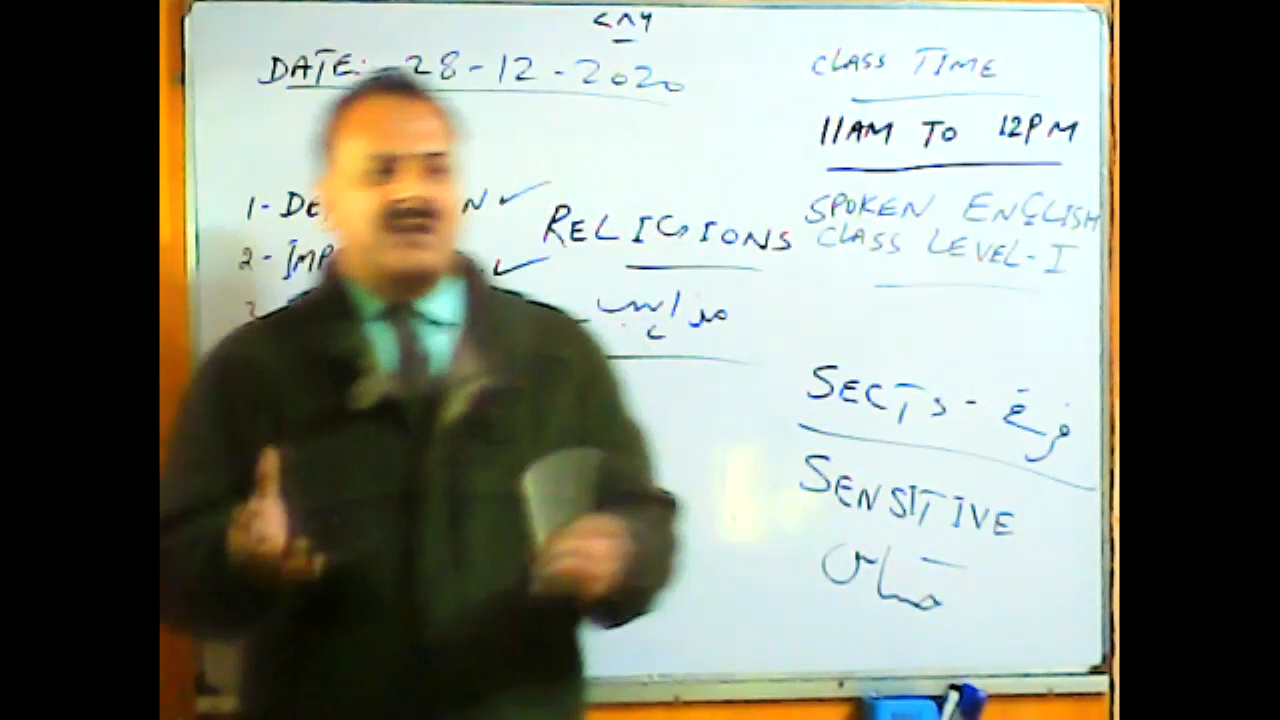 ۷۸۶
DATE: - 28-12-2020
CLASS TIME
11AM TO 12PM
SPOKEN ENGLISH
CLASS LEVEL-I
1-
2-
RELIGIONS
مذاہب
SECTS - فرقے
SENSITIVE
حساس